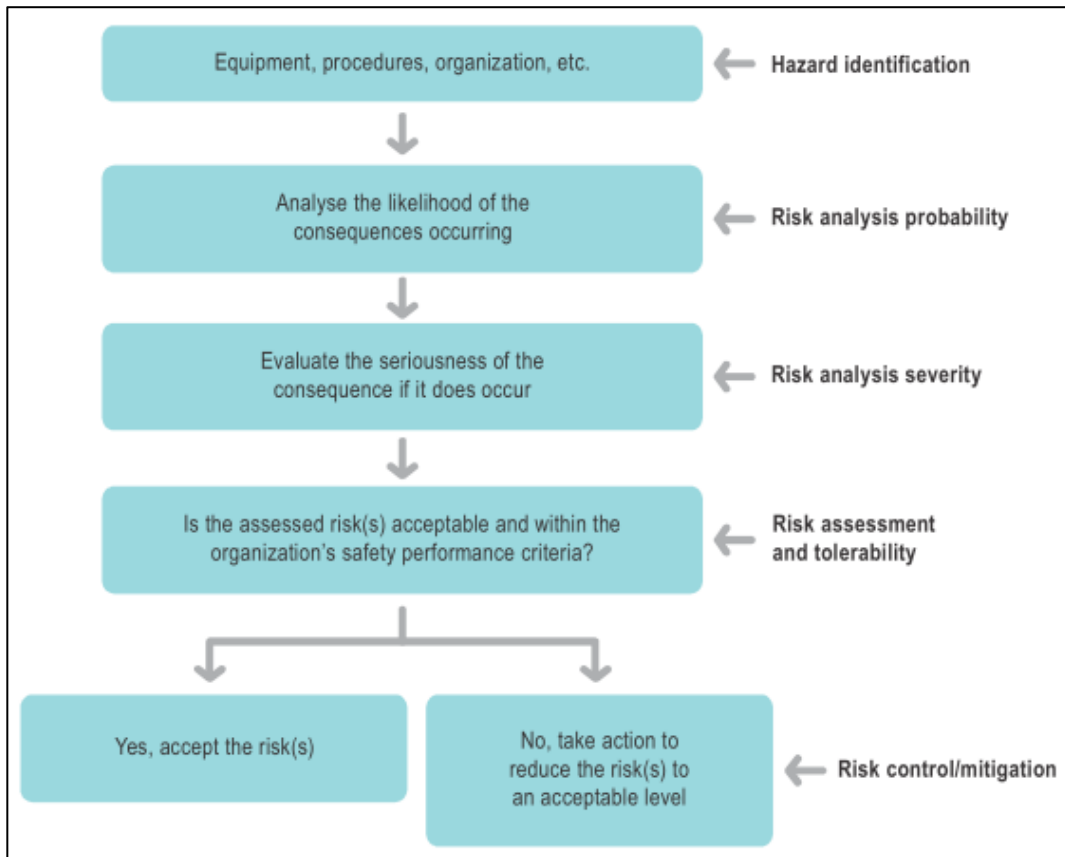 Equipment, procedures, organization, etc.
Hazard identification
Analyse the likelihood of the
consequences occurring
Risk analysis probability
Evaluate the seriousness of the
consequence if it does occur
Risk analysis severity
Is the assessed risk(s) acceptable and within the
organization's safety performance criteria?
Risk assessment
and tolerability
Yes, accept the risk(s)
No, take action to
reduce the risk(s) to
an acceptable level
Risk control/mitigation